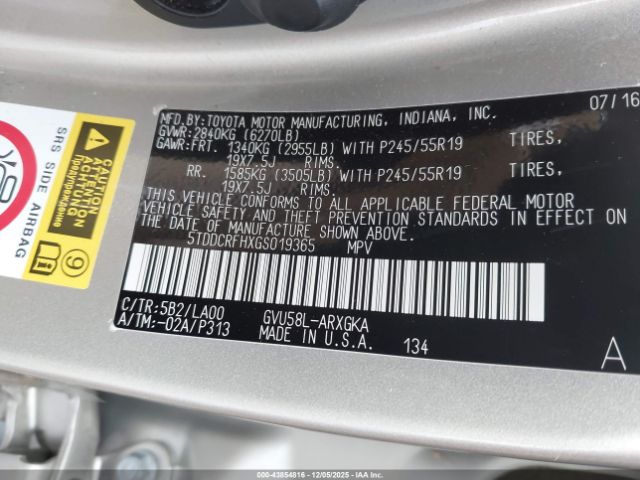 MFD.BY:TOYOTA MOTOR MANUFACTURING, INDIANA, INC. 07/16
GVWR:2840KG (6270LB)
GAWR:FRT. 1340KG (2955LB) WITH P245/55R19 TIRES,
19X7.5J RIMS.
RR. 1585KG (3505LB) WITH P245/55R19 TIRES,
19X7.5J RIMS.
THIS VEHICLE CONFORMS TO ALL APPLICABLE FEDERAL MOTOR
VEHICLE SAFETY AND THEFT PREVENTION STANDARDS IN EFFECT ON
THE DATE OF MANUFACTURE SHOWN ABOVE.
5TDDCRFHXGS019365 MPV
C/TR:5B2/LA00 GVU58L-ARXGKA
A/TM:-02A/P313 MADE IN U.S.A. 134
A
SRS SIDE AIRBAG
CAUTION
ATTENTION
Предупреждение
9
000-43854816 - 12/05/2025 - IAAI.COM